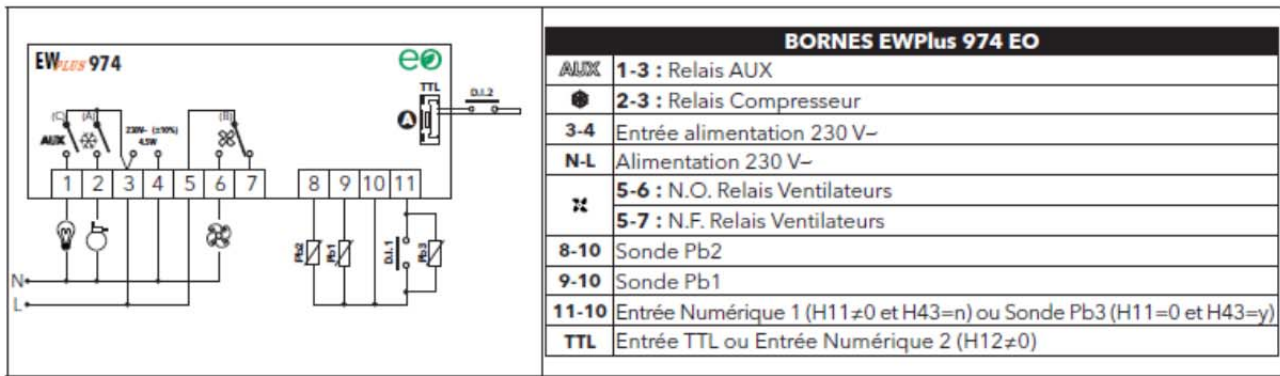 EWPLUS 974
eo
TTL
D.I.2
A
(C)
(A)
230V~ (±10%)
4.5W
(B)
AUX
1 2 3 4 5 6 7
8 9 10 11
Pb2
Pb1
D.I.1
Pb3
N
L
BORNES EWPlus 974 EO
AUX 1-3 : Relais AUX
2-3 : Relais Compresseur
3-4 Entrée alimentation 230 V~
N-L Alimentation 230 V~
5-6 : N.O. Relais Ventilateurs
5-7 : N.F. Relais Ventilateurs
8-10 Sonde Pb2
9-10 Sonde Pb1
11-10 Entrée Numérique 1 (H11≠0 et H43=n) ou Sonde Pb3 (H11=0 et H43=y)
TTL Entrée TTL ou Entrée Numérique 2 (H12≠0)